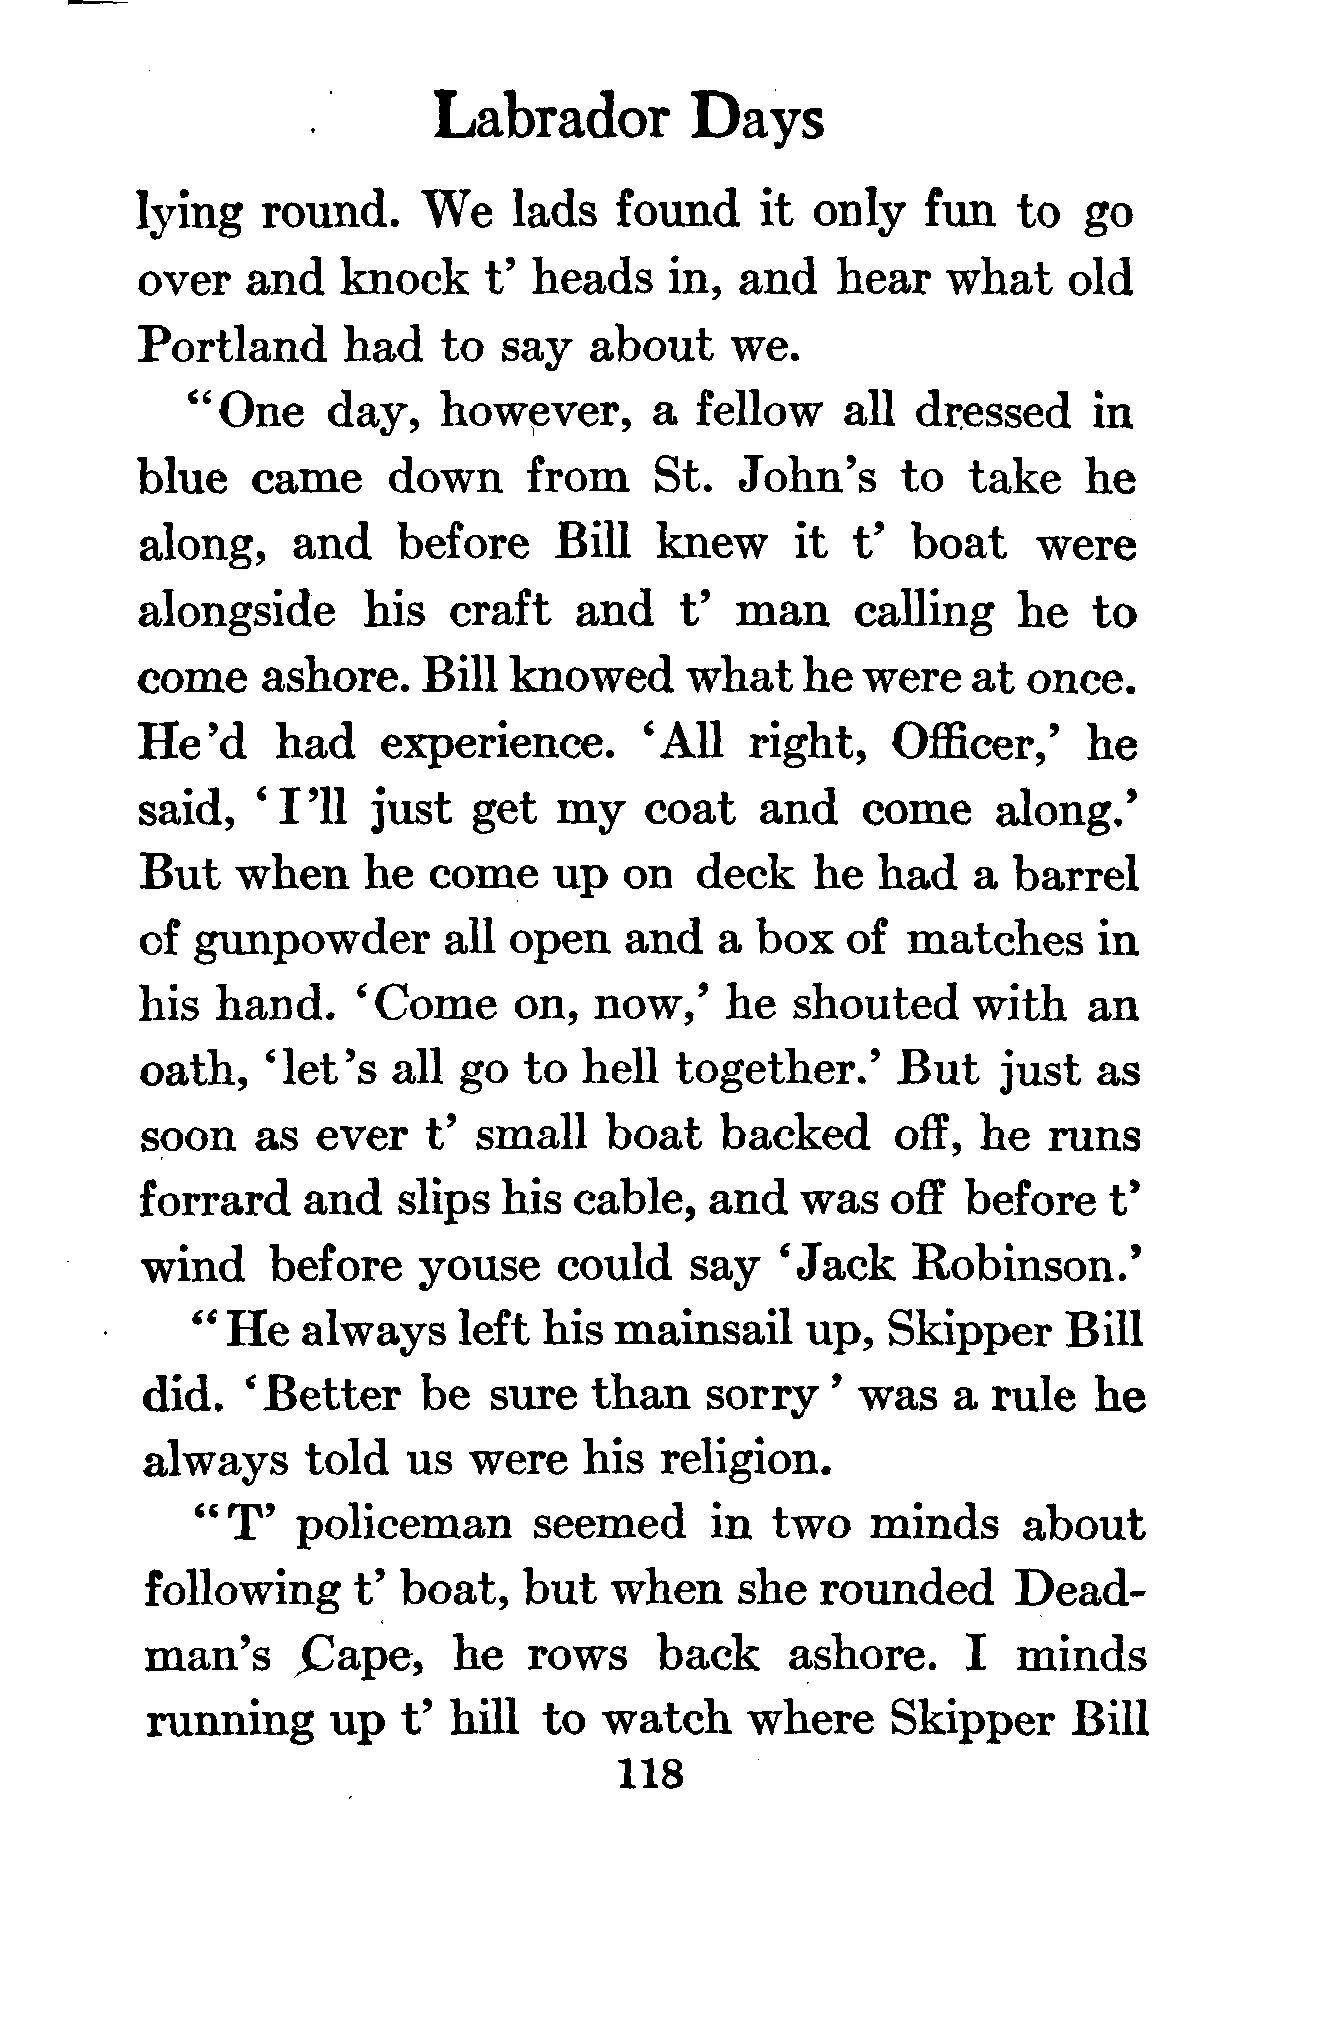 Labrador Days
lying round. We lads found it only fun to go
over and knock t’ heads in, and hear what old
Portland had to say about we.
“One day, however, a fellow all dressed in
blue came down from St. John’s to take he
along, and before Bill knew it t’ boat were
alongside his craft and t’ man calling he to
come ashore. Bill knowed what he were at once.
He’d had experience. ‘All right, Officer,’ he
said, ‘I’ll just get my coat and come along.’
But when he come up on deck he had a barrel
of gunpowder all open and a box of matches in
his hand. ‘Come on, now,’ he shouted with an
oath, ‘let’s all go to hell together.’ But just as
soon as ever t’ small boat backed off, he runs
forrard and slips his cable, and was off before t’
wind before youse could say ‘Jack Robinson.’
“He always left his mainsail up, Skipper Bill
did. ‘Better be sure than sorry’ was a rule he
always told us were his religion.
“T’ policeman seemed in two minds about
following t’ boat, but when she rounded Dead-
man’s Cape, he rows back ashore. I minds
running up t’ hill to watch where Skipper Bill
118